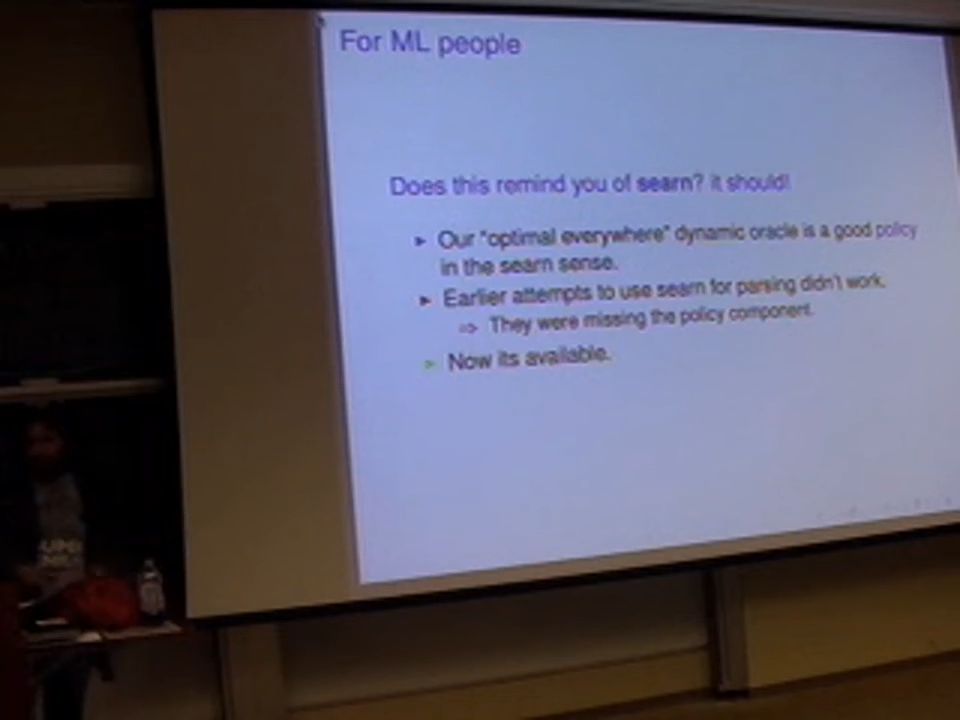 For ML people
Does this remind you of searn? it should!
► Our "optimal everywhere" dynamic oracle is a good policy
in the searn sense.
► Earlier attempts to use searn for parsing didn't work.
⇒ They were missing the policy component.
► Now its available.